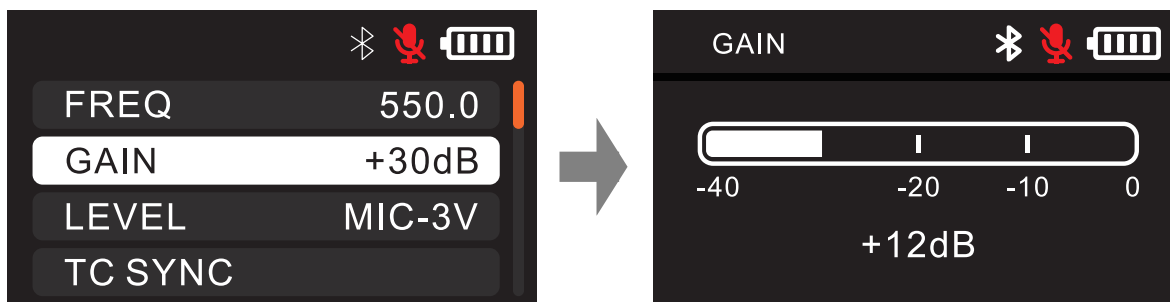 FREQ 550.0
GAIN +30dB
LEVEL MIC-3V
TC SYNC
GAIN
-40 -20 -10 0
+12dB